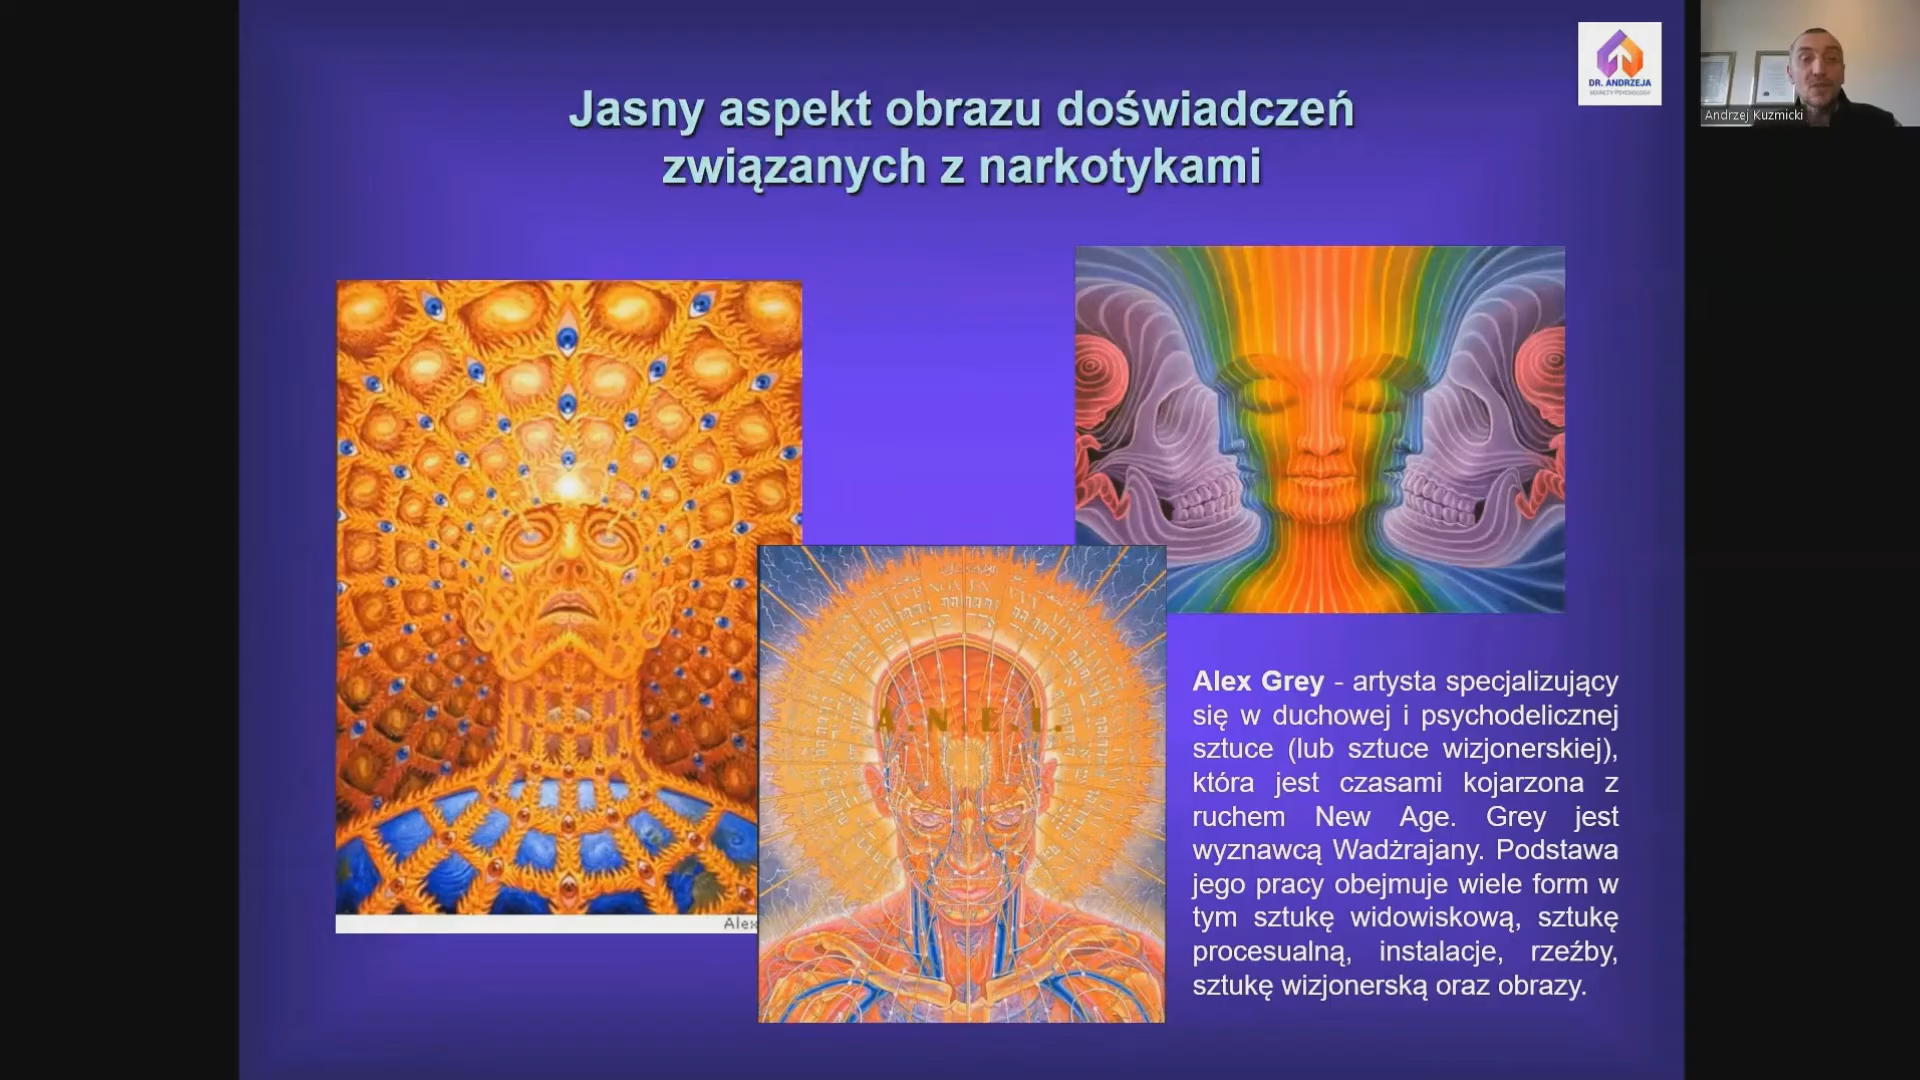 Jasny aspekt obrazu doświadczeń
związanych z narkotykami
DR. ANDRZEJA
SEKRETY PSYCHOLOGII
Andrzej Kuzmicki
Alex
A.N.E.I.
Alex Grey - artysta specjalizujący
się w duchowej i psychodelicznej
sztuce (lub sztuce wizjonerskiej),
która jest czasami kojarzona z
ruchem New Age. Grey jest
wyznawcą Wadżrajany. Podstawa
jego pracy obejmuje wiele form w
tym sztukę widowiskową, sztukę
procesualną, instalacje, rzeźby,
sztukę wizjonerską oraz obrazy.